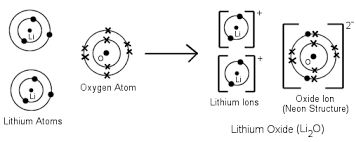 Li
Li
Lithium Atoms
O
Oxygen Atom
Li
+
Li
+
Lithium Ions
O
2-
Oxide Ion
(Neon Structure)
Lithium Oxide (Li₂O)